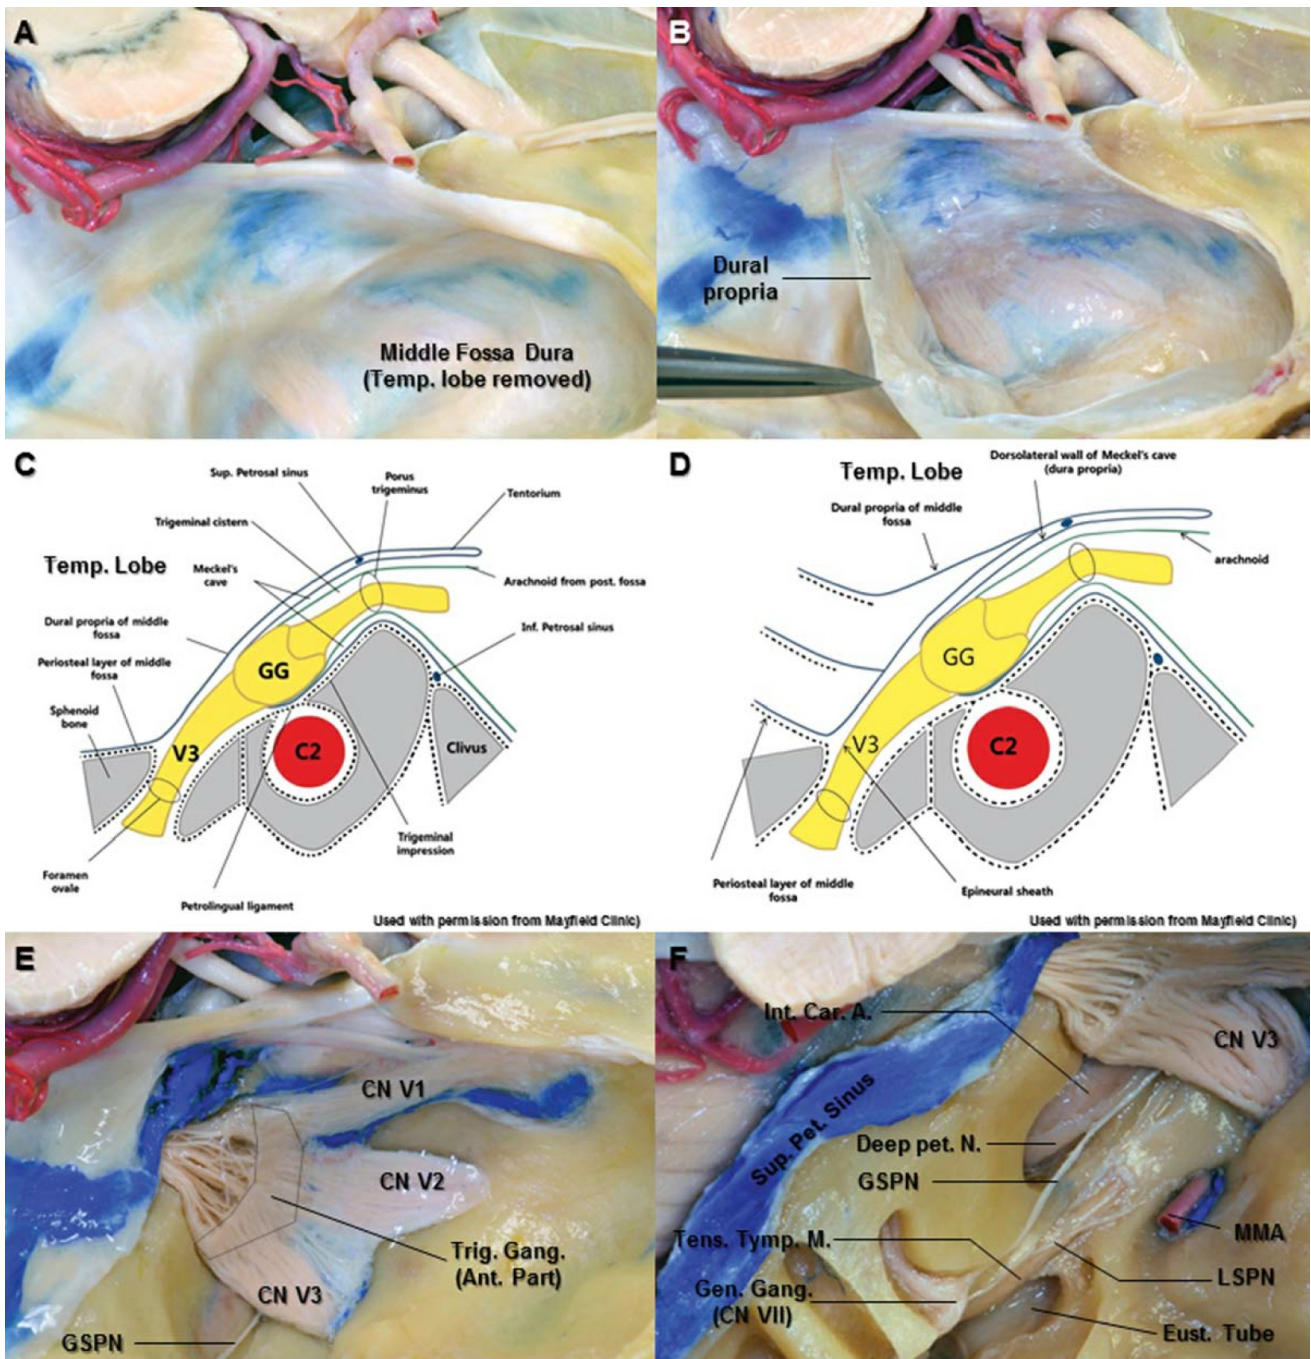 A
Middle Fossa Dura
(Temp. lobe removed)
B
Dural
propria
C
Sup. Petrosal sinus
Porus
trigeminus
Tentorium
Trigeminal cistern
Temp. Lobe
Meckel's
cave
Arachnoid from post. fossa
Dural propria of middle
fossa
Inf. Petrosal sinus
Periosteal layer of middle
fossa
GG
Sphenoid
bone
V3
C2
Clivus
Trigeminal
impression
Foramen
ovale
Petrolingual ligament
Used with permission from Mayfield Clinic)
D
Temp. Lobe
Dorsolateral wall of Meckel's cave
(dura propria)
Dural propria of middle
fossa
arachnoid
GG
V3
C2
Periosteal layer of middle
fossa
Epineural sheath
Used with permission from Mayfield Clinic)
E
CN V1
CN V2
Trig. Gang.
(Ant. Part)
CN V3
GSPN
F
Int. Car. A.
CN V3
Sup. Pet. Sinus
Deep pet. N.
GSPN
Tens. Tymp. M.
MMA
LSPN
Gen. Gang.
(CN VII)
Eust. Tube